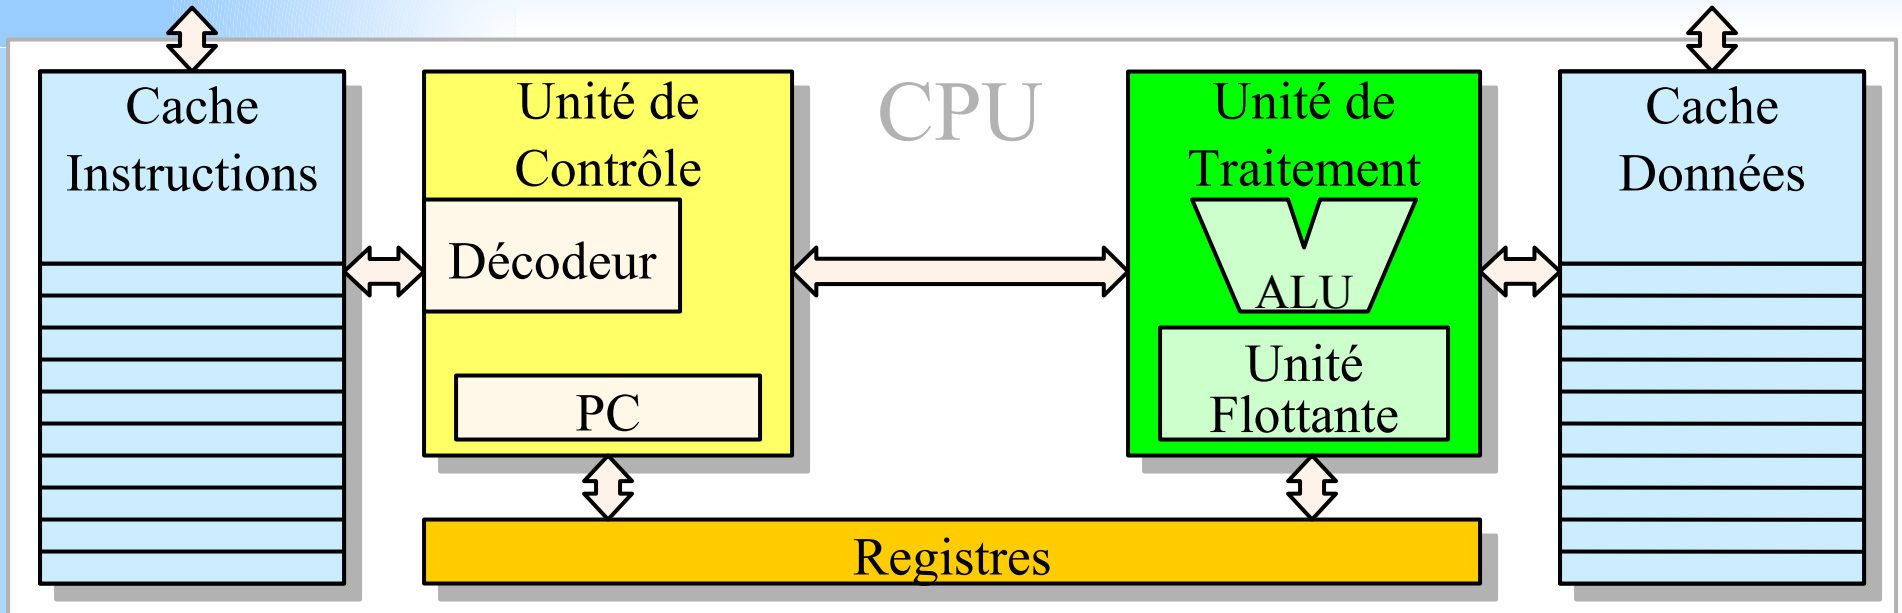 Cache
Instructions
Unité de
Contrôle
Décodeur
PC
CPU
Unité de
Traitement
ALU
Unité
Flottante
Cache
Données
Registres